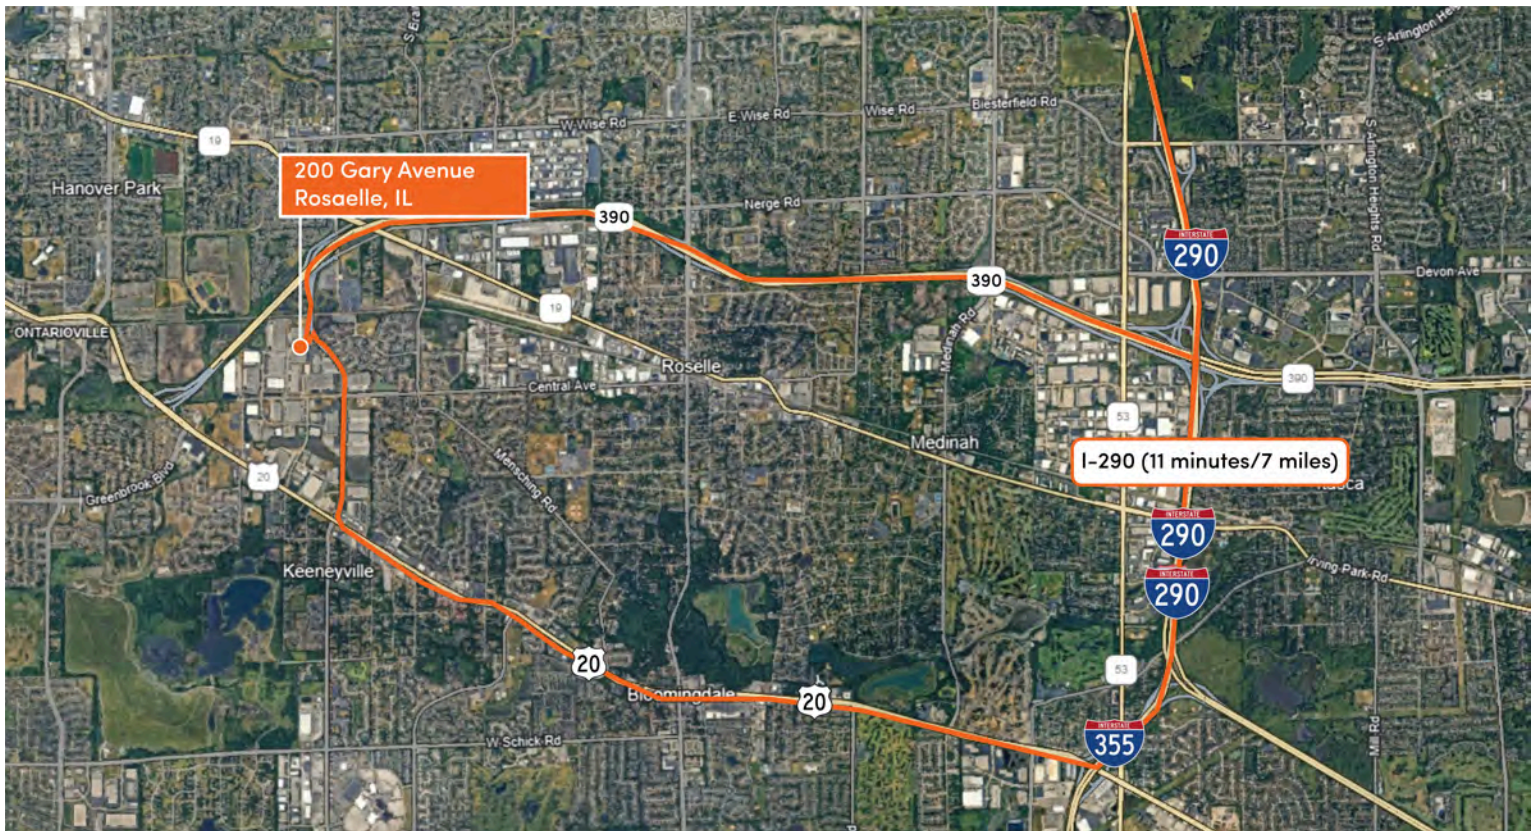 S Arlington Heig
S Bra
Biesterfield Rd
Wise Rd
E Wise Rd
W Wise Rd
19
S Arlington Heights Rd
200 Gary Avenue
Rosaelle, IL
Hanover Park
Nerge Rd
390
INTERSTATE
290
Devon Ave
390
19
ONTARIOVILLE
Medinah Rd
Roselle
Central Ave
390
53
Medinah
I-290 (11 minutes/7 miles)
20
Greenbrook Blvd
Mensching Rd
INTERSTATE
290
Keeneyville
INTERSTATE
290
Irving Park Rd
20
53
Bloomingdale
20
W Schick Rd
INTERSTATE
355